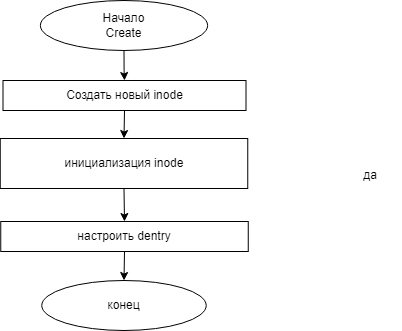 Начало
Create
Создать новый inode
инициализация inode
да
настроить dentry
конец